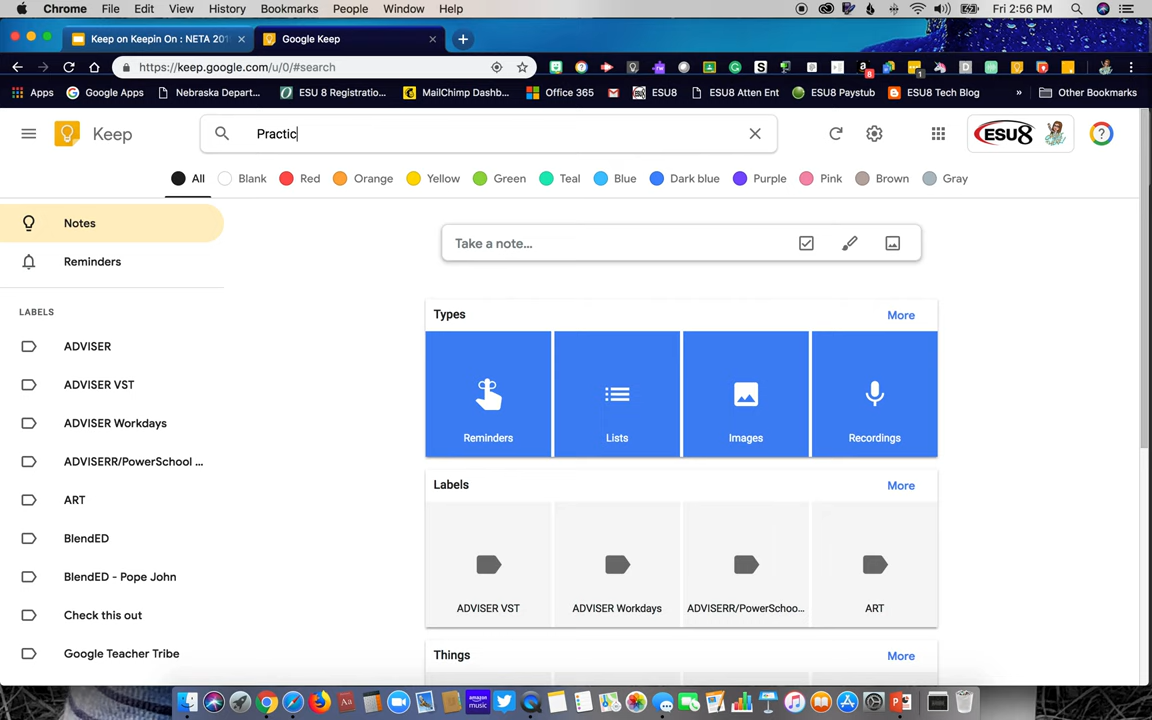 Chrome File Edit View History Bookmarks People Window Help Fri 2:56 PM
Keep on Keepin On : NETA 201 Google Keep
https://keep.google.com/u/0/#search
Apps Google Apps Nebraska Depart... ESU 8 Registratio... MailChimp Dashb... Office 365 ESU8 ESU8 Atten Ent ESU8 Paystub ESU8 Tech Blog » Other Bookmarks
Keep Practic ESU8
All Blank Red Orange Yellow Green Teal Blue Dark blue Purple Pink Brown Gray
Notes
Reminders
LABELS
ADVISER
ADVISER VST
ADVISER Workdays
ADVISERR/PowerSchool ...
ART
BlendED
BlendED - Pope John
Check this out
Google Teacher Tribe
Take a note...
Types More
Reminders Lists Images Recordings
Labels More
ADVISER VST ADVISER Workdays ADVISERR/PowerSchoo... ART
Things More